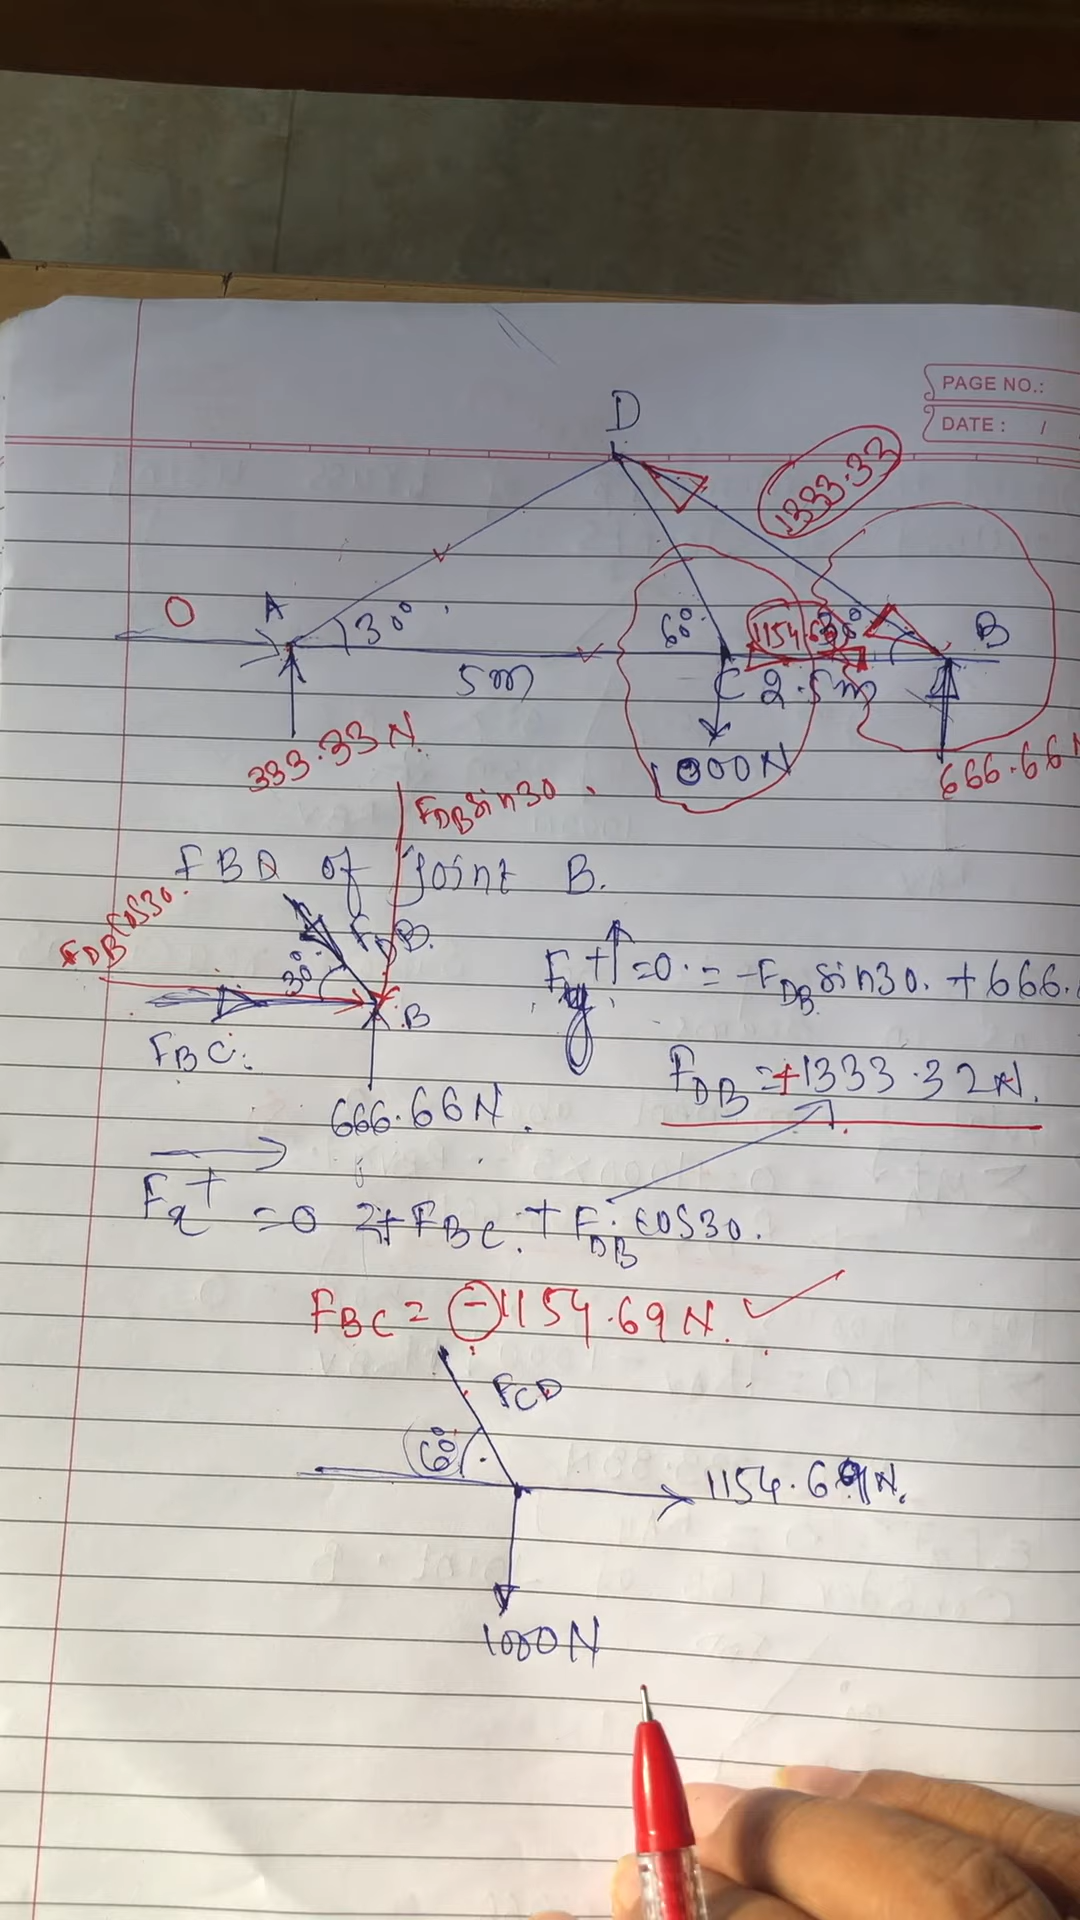 PAGE NO.:
DATE : /
D
1333.33
O
A
30°
60°
1154.69
30°
B
5m
C 2.5m
1000N
333.33N
666.66N
FDB sin30
FBD of Joint B.
FDB cos30
FDB.
30°
B
FBC.
666.66N.
Fy + ↑ = 0. = -FDB sin30. + 666.
FDB = +1333.32N.
Fx + = 0 = + FBC. + FDB cos30.
FBC = -1154.69N. ✓
FCD
60°
1154.69N.
1000N